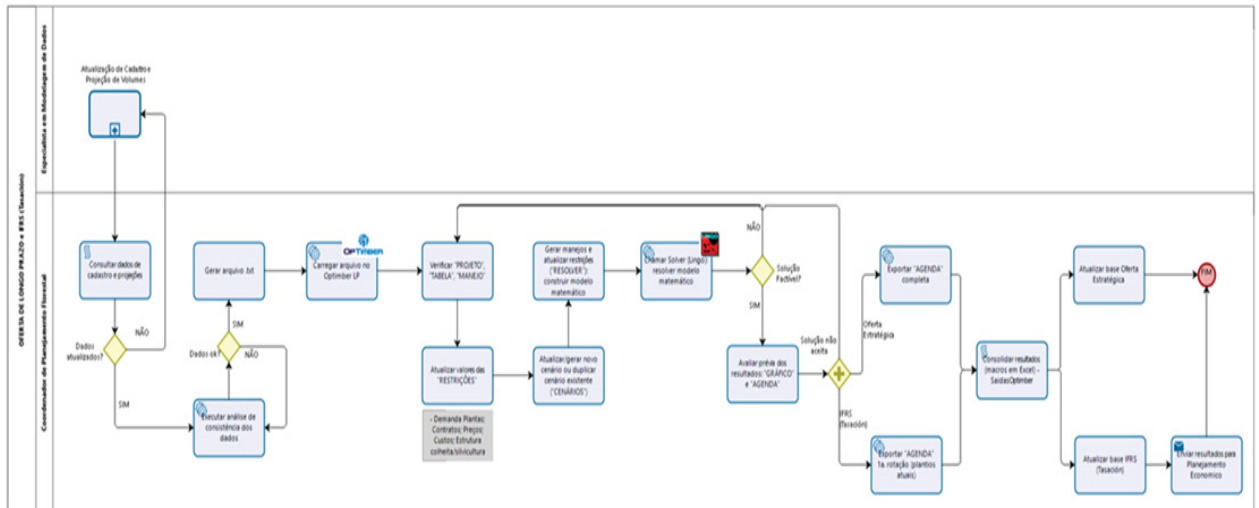 OFERTA DE LONGO PRAZO e IFRS (Tasación)
Especialista em Modelagem de Dados
Atualização de Cadastro e
Projeção de Volumes
Coordenador de Planejamento Florestal
Consultar dados de
cadastro e projeções
Dados
atualizados?
NÃO
SIM
Executar análise de
consistência dos
dados
Dados ok?
NÃO
SIM
Gerar arquivo .txt
OPTIMBER
Carregar arquivo no
Optimber LP
Verificar "PROJETO",
"TABELA", "MANEJO"
Atualizar valores das
"RESTRIÇÕES"
- Demanda Plantas;
Contratos; Preços;
Custos; Estrutura
colheita/silvicultura
Atualizar/gerar novo
cenário ou duplicar
cenário existente
("CENÁRIOS")
Gerar manejos e
atualizar restrições
("RESOLVER")
construir modelo
matemático
Chamar Solver (Lingo)
resolver modelo
matemático
NÃO
Solução
Factível?
SIM
Avaliar prévia dos
resultados: "GRÁFICO"
e "AGENDA"
Solução não
aceita
Oferta
Estratégica
IFRS
(Tasación)
Exportar "AGENDA"
completa
Exportar "AGENDA"
1a. rotação (plantios
atuais)
Consolidar resultados
(macros em Excel) -
SaidasOptimber
Atualizar base Oferta
Estratégica
FIM
Atualizar base IFRS
(Tasación)
Enviar resultados para
Planejamento
Economico